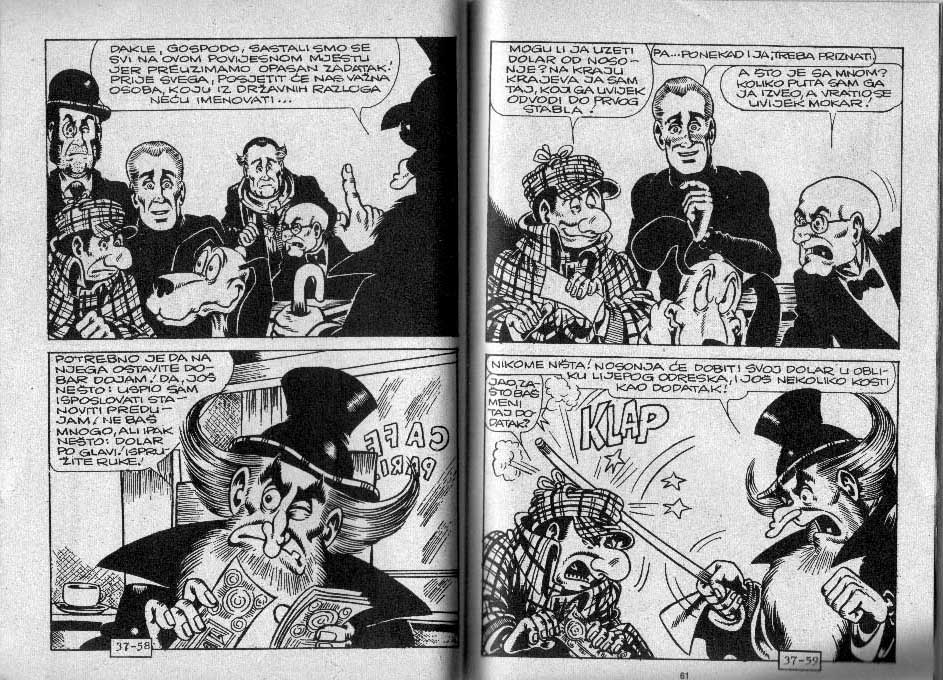 DAKLE, GOSPODO, SASTALI SMO SE
SVI NA OVOM POVIJESNOM MJESTU
JER PREUZIMAMO OPASAN ZADATAK!
PRIJE SVEGA, POSJETIT ĆE NAS VAŽNA
OSOBA, KOJU IZ DRŽAVNIH RAZLOGA
NEĆU IMENOVATI...
POTREBNO JE DA NA
NJEGA OSTAVITE DO-
BAR DOJAM! DA, JOŠ
NEŠTO: USPIO SAM
ISPOSLOVATI STA
NOVITI PREDU-
JAM! NE BAŠ
MNOGO, ALI IPAK
NEŠTO: DOLAR
PO GLAVI! ISPRU-
ŽITE RUKE!
CAFE
PARI
37-58
MOGU LI JA UZETI
DOLAR OD NOSO-
NJE? NA KRAJU
KRAJEVA JA SAM
TAJ, KOJI GA UVIJEK
ODVODI DO PRVOG
STABLA!
PA... PONEKAD I JA, TREBA PRIZNATI.
A ŠTO JE SA MNOM?
KOLIKO PUTA SAM GA
JA IZVEO, A VRATIO SE
UVIJEK MOKAR!
NIKOME NIŠTA! NOSONJA ĆE DOBITI SVOJ DOLAR U OBLI-
KU LIJEPOG ODRESKA, I JOŠ NEKOLIKO KOSTI
KAO DODATAK!
JAO, ZA
ŠTO BAŠ
MENI
TAJ DO-
DATAK?
KLAP
37-59
61